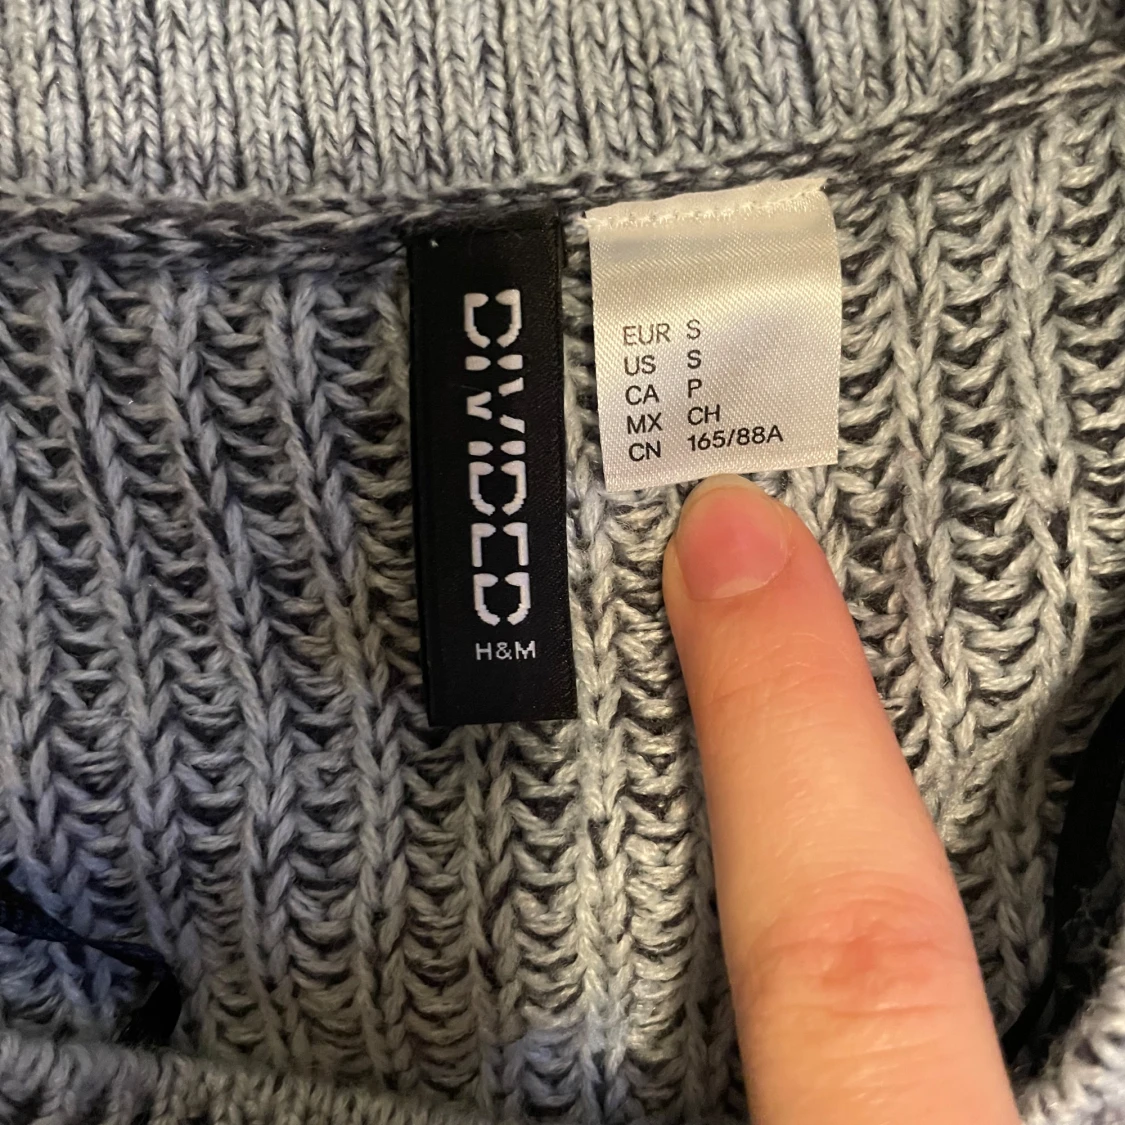 DIVIDED
H&M
EUR S
US S
CA P
MX CH
CN 165/88A